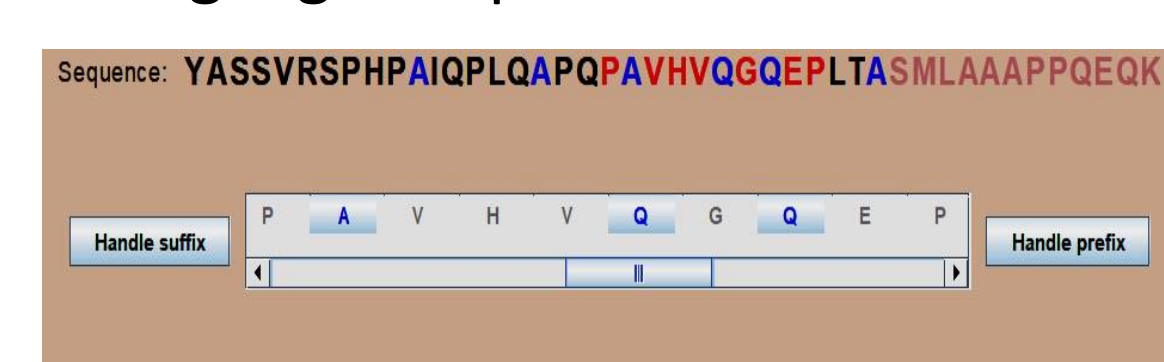 Sequence: YASSVRSPHPAIQPLQAPQPAVHVQGQEPLTASMLAAAPPQEQK
P A V H V Q G Q E P
Handle suffix Handle prefix